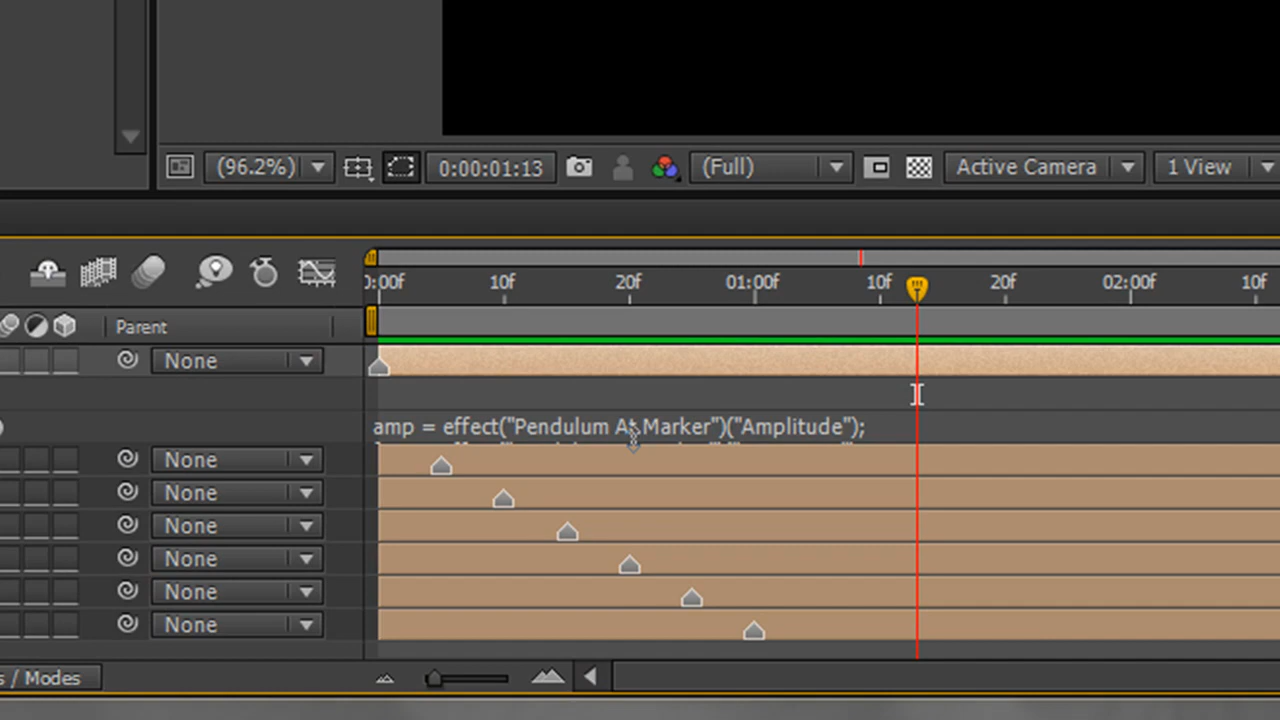 (96.2%) 0:00:01:13 (Full) Active Camera 1 View
0:00f 10f 20f 01:00f 10f 20f 02:00f 10f
Parent
None
amp = effect("Pendulum At Marker")("Amplitude");
None
None
None
None
None
None
s / Modes